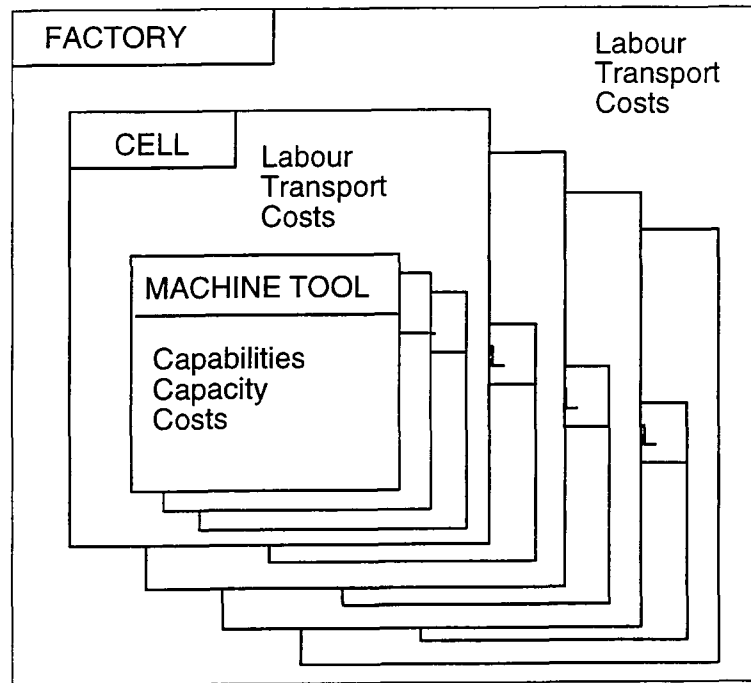 FACTORY
Labour
Transport
Costs
CELL
Labour
Transport
Costs
MACHINE TOOL
Capabilities
Capacity
Costs
L
L
L